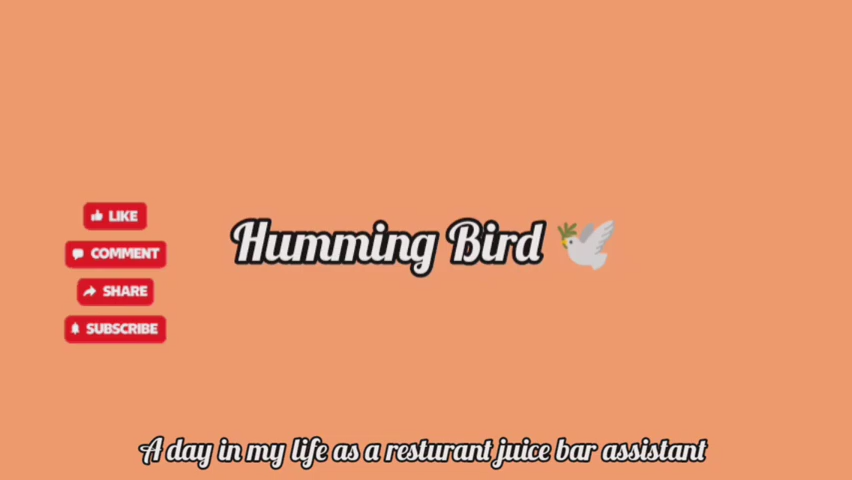 LIKE
COMMENT
SHARE
SUBSCRIBE
Humming Bird 🕊
A day in my life as a resturant juice bar assistant